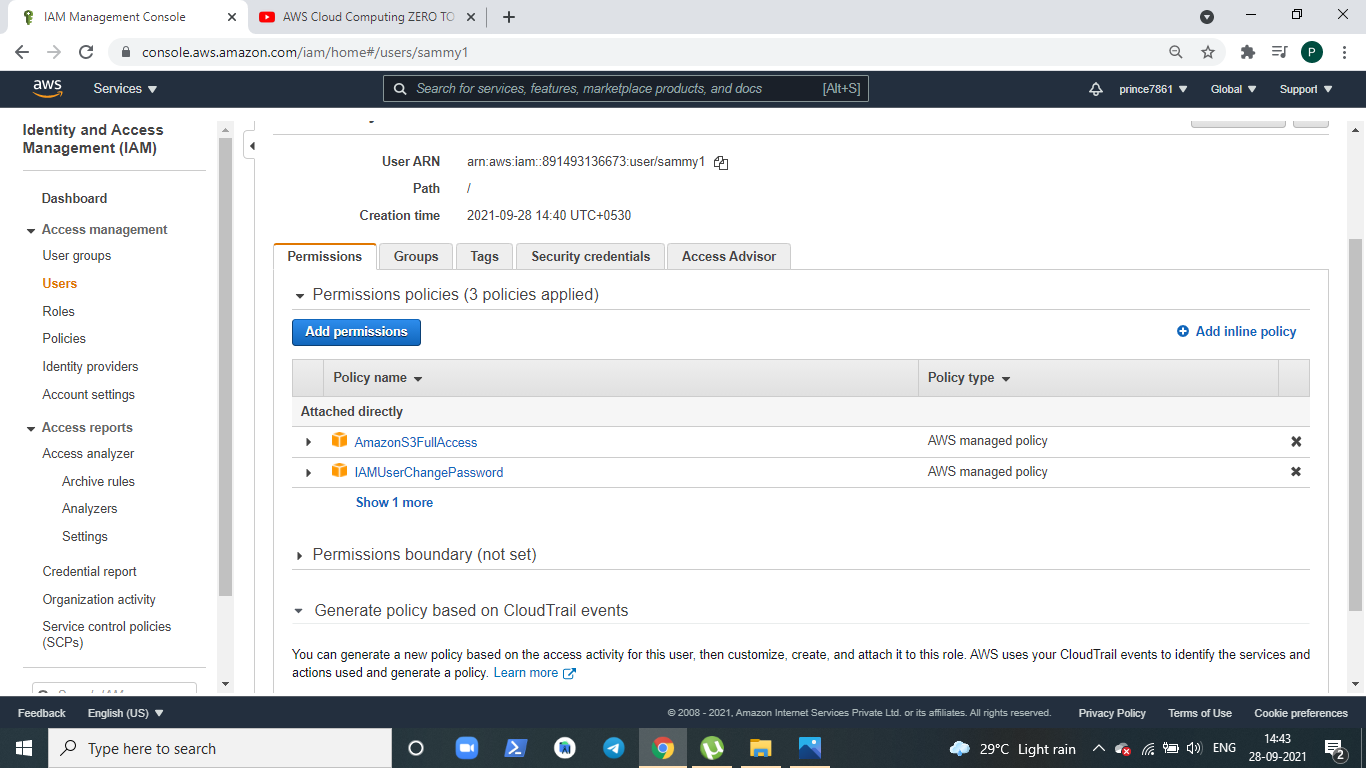 IAM Management Console
AWS Cloud Computing ZERO TO
console.aws.amazon.com/iam/home#/users/sammy1
P
aws
Services
Search for services, features, marketplace products, and docs [Alt+S]
prince7861
Global
Support
Identity and Access
Management (IAM)
Dashboard
Access management
User groups
Users
Roles
Policies
Identity providers
Account settings
Access reports
Access analyzer
Archive rules
Analyzers
Settings
Credential report
Organization activity
Service control policies
(SCPs)
User ARN arn:aws:iam::891493136673:user/sammy1
Path /
Creation time 2021-09-28 14:40 UTC+0530
Permissions Groups Tags Security credentials Access Advisor
Permissions policies (3 policies applied)
Add permissions
Add inline policy
Policy name Policy type
Attached directly
AmazonS3FullAccess AWS managed policy
IAMUserChangePassword AWS managed policy
Show 1 more
Permissions boundary (not set)
Generate policy based on CloudTrail events
You can generate a new policy based on the access activity for this user, then customize, create, and attach it to this role. AWS uses your CloudTrail events to identify the services and
actions used and generate a policy. Learn more
Feedback English (US)
© 2008 - 2021, Amazon Internet Services Private Ltd. or its affiliates. All rights reserved. Privacy Policy Terms of Use Cookie preferences
Type here to search
29°C Light rain
ENG
14:43
28-09-2021
2